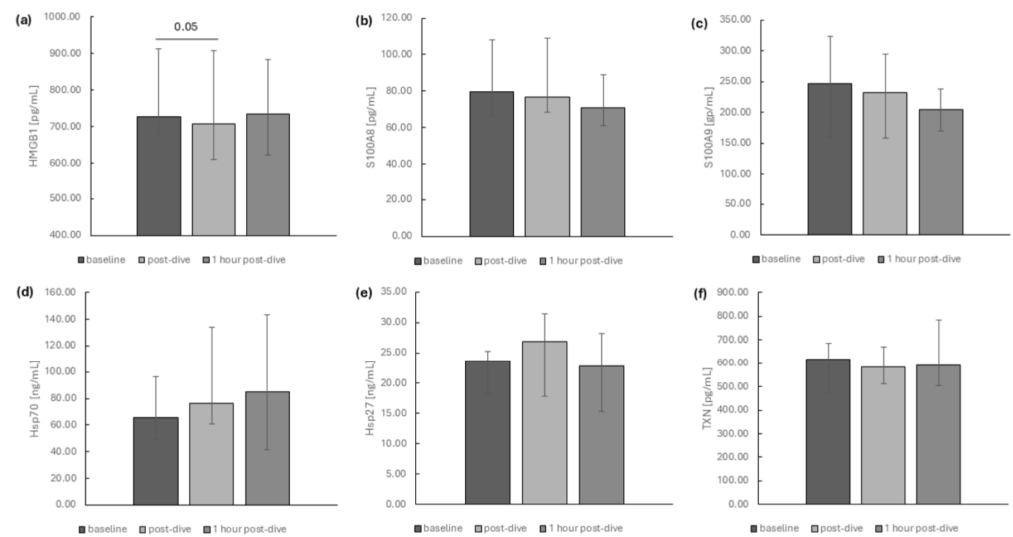 (a)
HMGB1 [pg/mL]
1000.00
900.00
800.00
700.00
600.00
500.00
400.00
0.05
baseline post-dive 1 hour post-dive
(b)
S100A8 [pg/mL]
120.00
100.00
80.00
60.00
40.00
20.00
0.00
baseline post-dive 1 hour post-dive
(c)
S100A9 [gp/mL]
350.00
300.00
250.00
200.00
150.00
100.00
50.00
0.00
baseline post-dive 1 hour post-dive
(d)
Hsp70 [ng/mL]
160.00
140.00
120.00
100.00
80.00
60.00
40.00
20.00
0.00
baseline post-dive 1 hour post-dive
(e)
Hsp27 [ng/mL]
35.00
30.00
25.00
20.00
15.00
10.00
5.00
0.00
baseline post-dive 1 hour post-dive
(f)
TXN [pg/mL]
900.00
800.00
700.00
600.00
500.00
400.00
300.00
200.00
100.00
0.00
baseline post-dive 1 hour post-dive